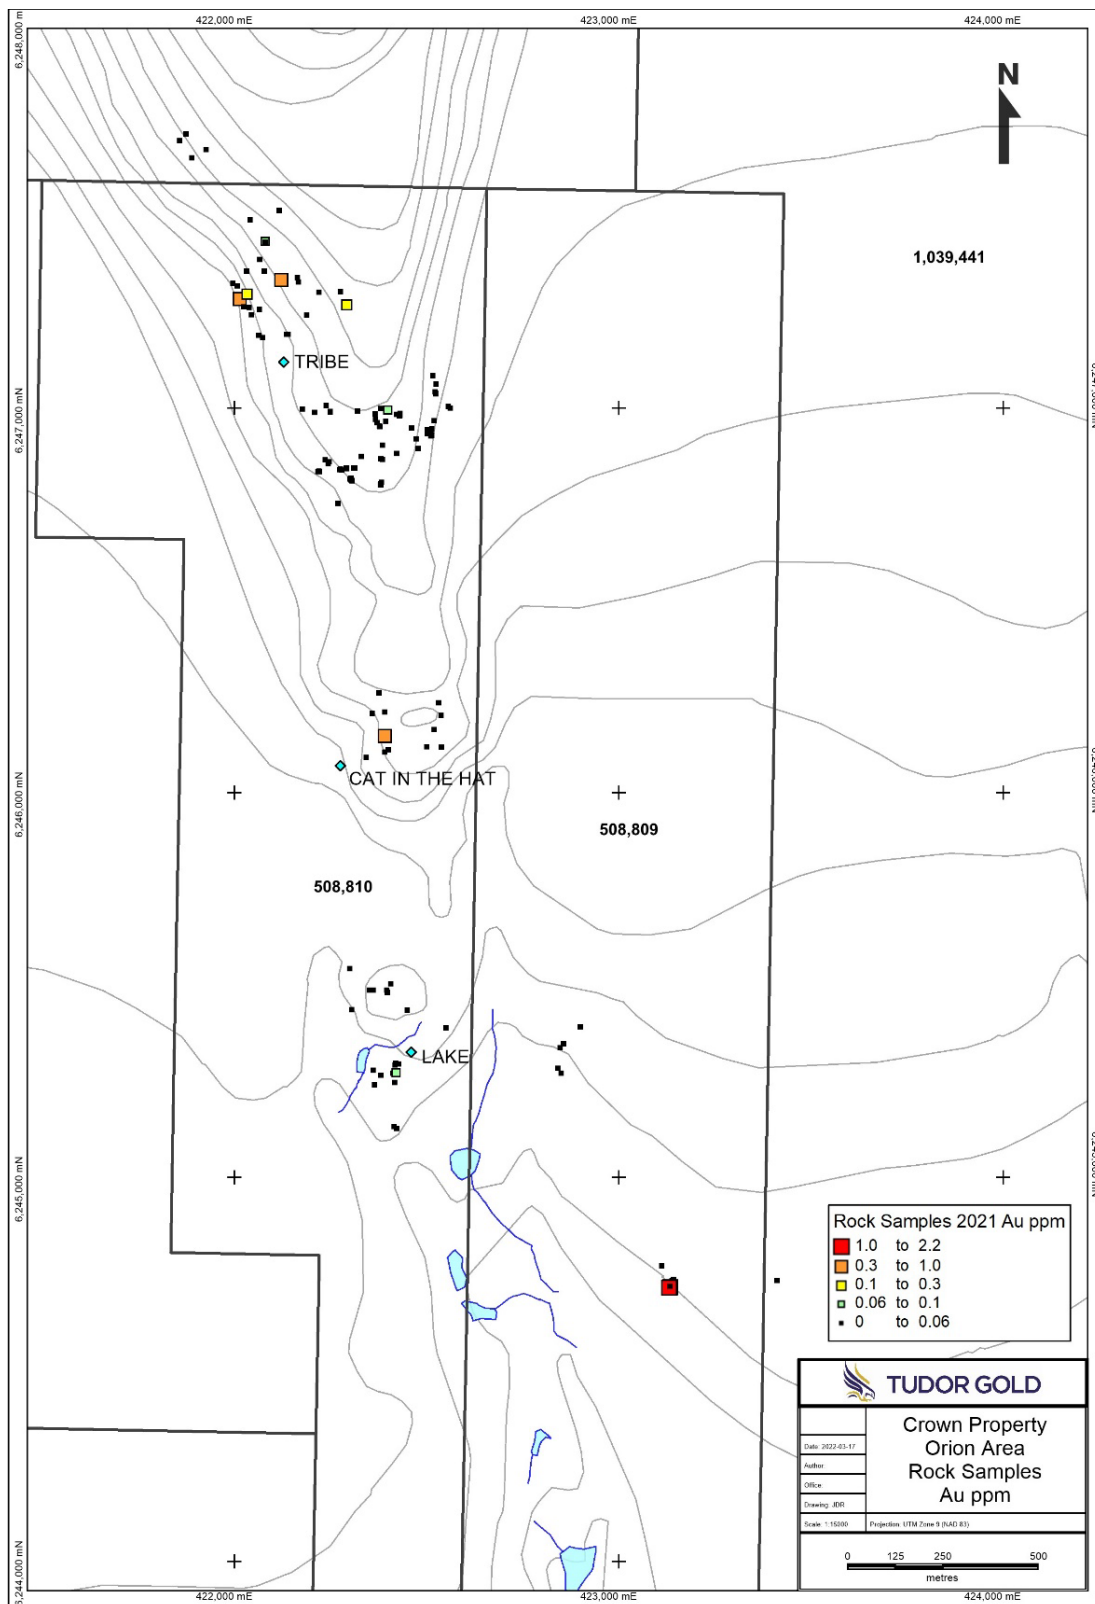 422,000 mE
423,000 mE
424,000 mE
6,248,000 m
N
1,039,441
TRIBE
6,247,000 mN
CAT IN THE HAT
6,246,000 mN
508,809
508,810
LAKE
6,245,000 mN
Rock Samples 2021 Au ppm
1.0 to 2.2
0.3 to 1.0
0.1 to 0.3
0.06 to 0.1
0 to 0.06
TUDOR GOLD
Crown Property
Orion Area
Rock Samples
Au ppm
Date: 2022-03-17
Author:
Office:
Drawing: JDR
Scale: 1:15000
Projection: UTM Zone 9 (NAD 83)
0 125 250 500
metres
6,244,000 mN
422,000 mE
423,000 mE
424,000 mE